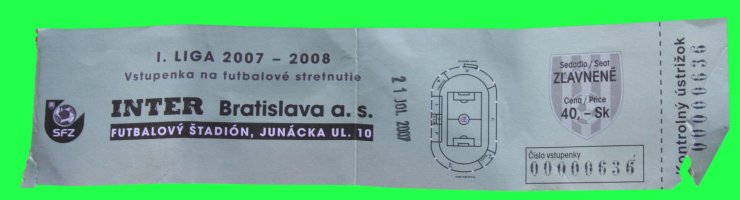 I. LIGA 2007 – 2008
Vstupenka na futbalové stretnutie
INTER Bratislava a. s.
FUTBALOVÝ ŠTADIÓN, JUNÁCKA UL. 10
SFZ
21 JÚL 2007
Sedadlo / Seat
ZĽAVNENÉ
Cena / Price
40,– Sk
Číslo vstupenky
00000636
Kontrolný ústrižok
00000636